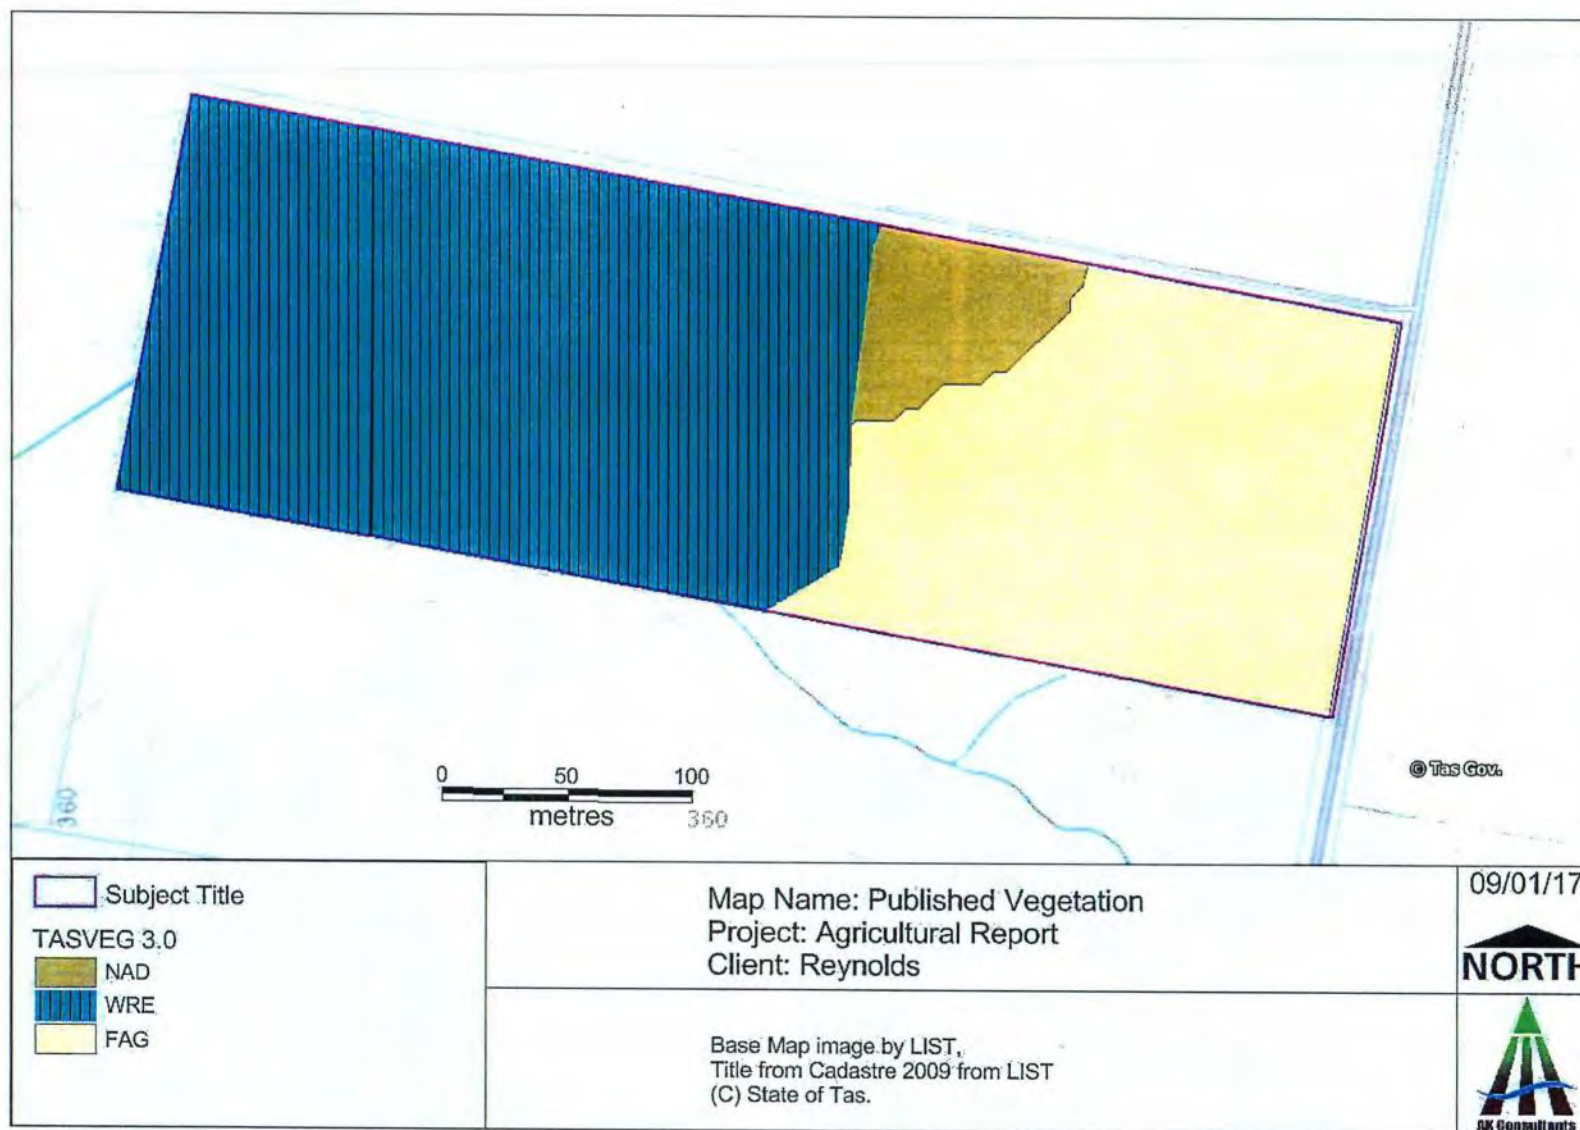 © Tas Gov.
0 50 100
metres
360
360
Subject Title
TASVEG 3.0
NAD
WRE
FAG
Map Name: Published Vegetation
Project: Agricultural Report
Client: Reynolds
Base Map image by LIST,
Title from Cadastre 2009 from LIST
(C) State of Tas.
09/01/17
NORTH
AK Consultants